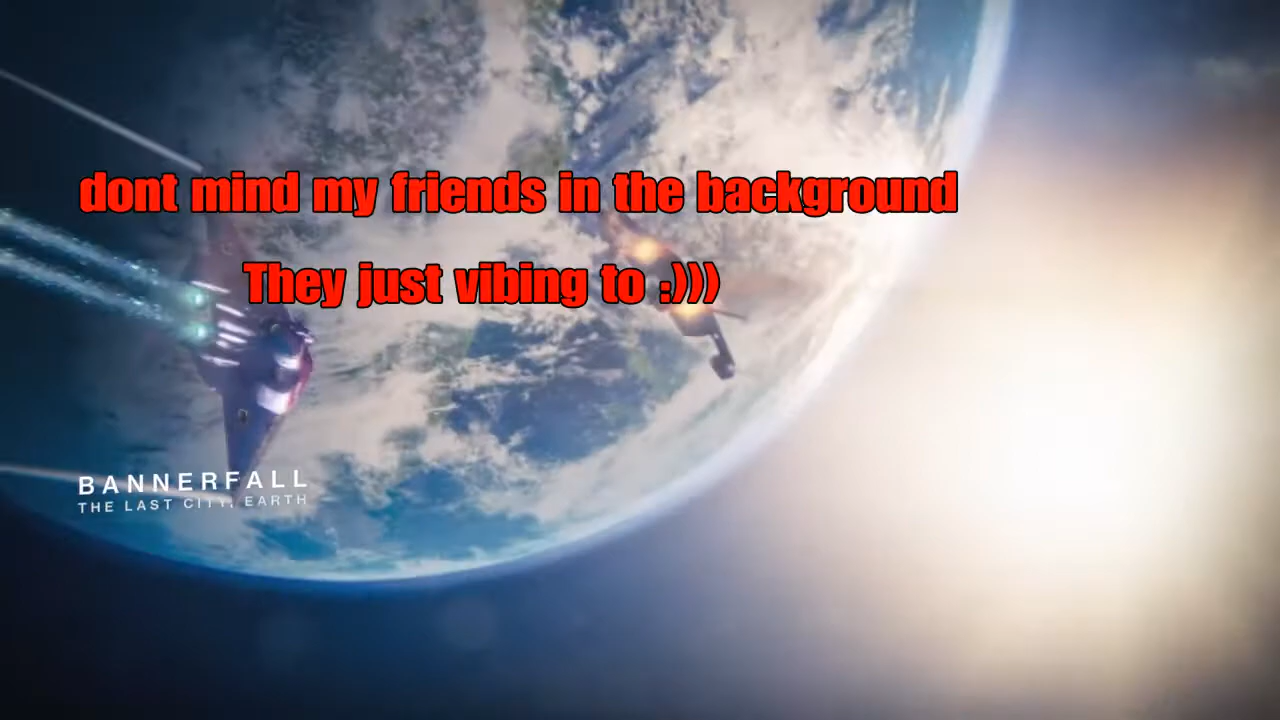 dont mind my friends in the background
They just vibing to :)))
BANNERFALL
THE LAST CITY, EARTH